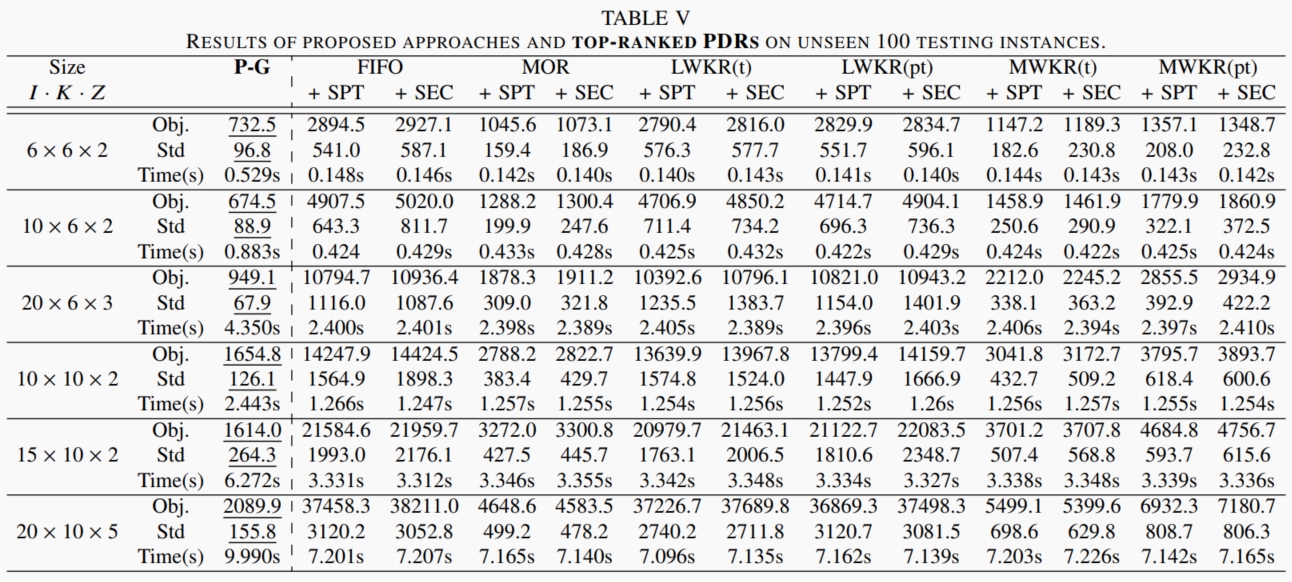 TABLE V
RESULTS OF PROPOSED APPROACHES AND TOP-RANKED PDRS ON UNSEEN 100 TESTING INSTANCES.
Size P-G FIFO MOR LWKR(t) LWKR(pt) MWKR(t) MWKR(pt)
I · K · Z + SPT + SEC + SPT + SEC + SPT + SEC + SPT + SEC + SPT + SEC + SPT + SEC
Obj. 732.5 2894.5 2927.1 1045.6 1073.1 2790.4 2816.0 2829.9 2834.7 1147.2 1189.3 1357.1 1348.7
6 × 6 × 2 Std 96.8 541.0 587.1 159.4 186.9 576.3 577.7 551.7 596.1 182.6 230.8 208.0 232.8
Time(s) 0.529s 0.148s 0.146s 0.142s 0.140s 0.140s 0.143s 0.141s 0.140s 0.144s 0.143s 0.143s 0.142s
Obj. 674.5 4907.5 5020.0 1288.2 1300.4 4706.9 4850.2 4714.7 4904.1 1458.9 1461.9 1779.9 1860.9
10 × 6 × 2 Std 88.9 643.3 811.7 199.9 247.6 711.4 734.2 696.3 736.3 250.6 290.9 322.1 372.5
Time(s) 0.883s 0.424 0.429s 0.433s 0.428s 0.425s 0.432s 0.422s 0.429s 0.424s 0.422s 0.425s 0.424s
Obj. 949.1 10794.7 10936.4 1878.3 1911.2 10392.6 10796.1 10821.0 10943.2 2212.0 2245.2 2855.5 2934.9
20 × 6 × 3 Std 67.9 1116.0 1087.6 309.0 321.8 1235.5 1383.7 1154.0 1401.9 338.1 363.2 392.9 422.2
Time(s) 4.350s 2.400s 2.401s 2.398s 2.389s 2.405s 2.389s 2.396s 2.403s 2.406s 2.394s 2.397s 2.410s
Obj. 1654.8 14247.9 14424.5 2788.2 2822.7 13639.9 13967.8 13799.4 14159.7 3041.8 3172.7 3795.7 3893.7
10 × 10 × 2 Std 126.1 1564.9 1898.3 383.4 429.7 1574.8 1524.0 1447.9 1666.9 432.7 509.2 618.4 600.6
Time(s) 2.443s 1.266s 1.247s 1.257s 1.255s 1.254s 1.256s 1.252s 1.26s 1.256s 1.257s 1.255s 1.254s
Obj. 1614.0 21584.6 21959.7 3272.0 3300.8 20979.7 21463.1 21122.7 22083.5 3701.2 3707.8 4684.8 4756.7
15 × 10 × 2 Std 264.3 1993.0 2176.1 427.5 445.7 1763.1 2006.5 1810.6 2348.7 507.4 568.8 593.7 615.6
Time(s) 6.272s 3.331s 3.312s 3.346s 3.355s 3.342s 3.348s 3.334s 3.327s 3.338s 3.348s 3.339s 3.336s
Obj. 2089.9 37458.3 38211.0 4648.6 4583.5 37226.7 37689.8 36869.3 37498.3 5499.1 5399.6 6932.3 7180.7
20 × 10 × 5 Std 155.8 3120.2 3052.8 499.2 478.2 2740.2 2711.8 3120.7 3081.5 698.6 629.8 808.7 806.3
Time(s) 9.990s 7.201s 7.207s 7.165s 7.140s 7.096s 7.135s 7.162s 7.139s 7.203s 7.226s 7.142s 7.165s